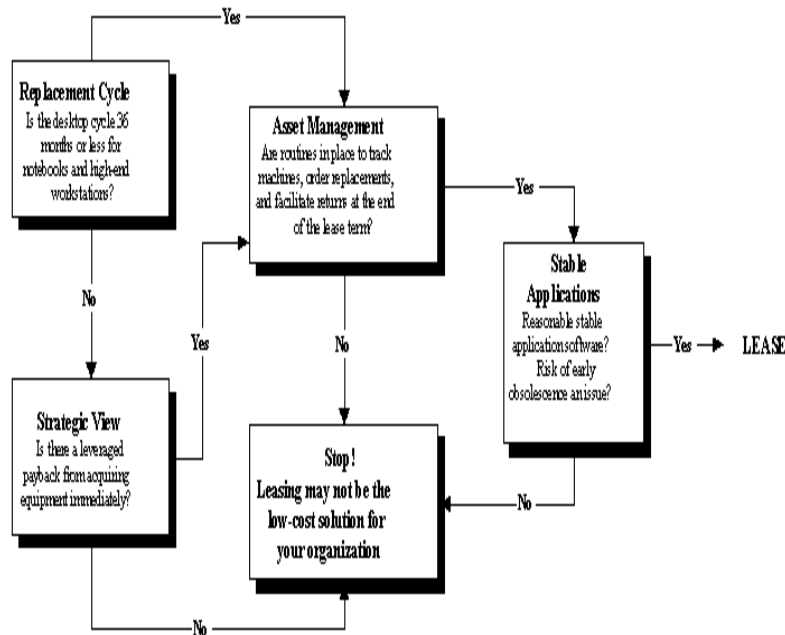 Yes
Replacement Cycle
Is the desktop cycle 36
months or less for
notebooks and high-end
workstations?
Asset Management
Are routines in place to track
machines, order replacements,
and facilitate returns at the end
of the lease term?
Yes
No
Stable
Applications
Reasonable stable
application software?
Risk of early
obsolescence an issue?
Yes
LEASE
Yes
No
Strategic View
Is there a leveraged
payback from acquiring
equipment immediately?
Stop!
Leasing may not be the
low-cost solution for
your organization
No
No